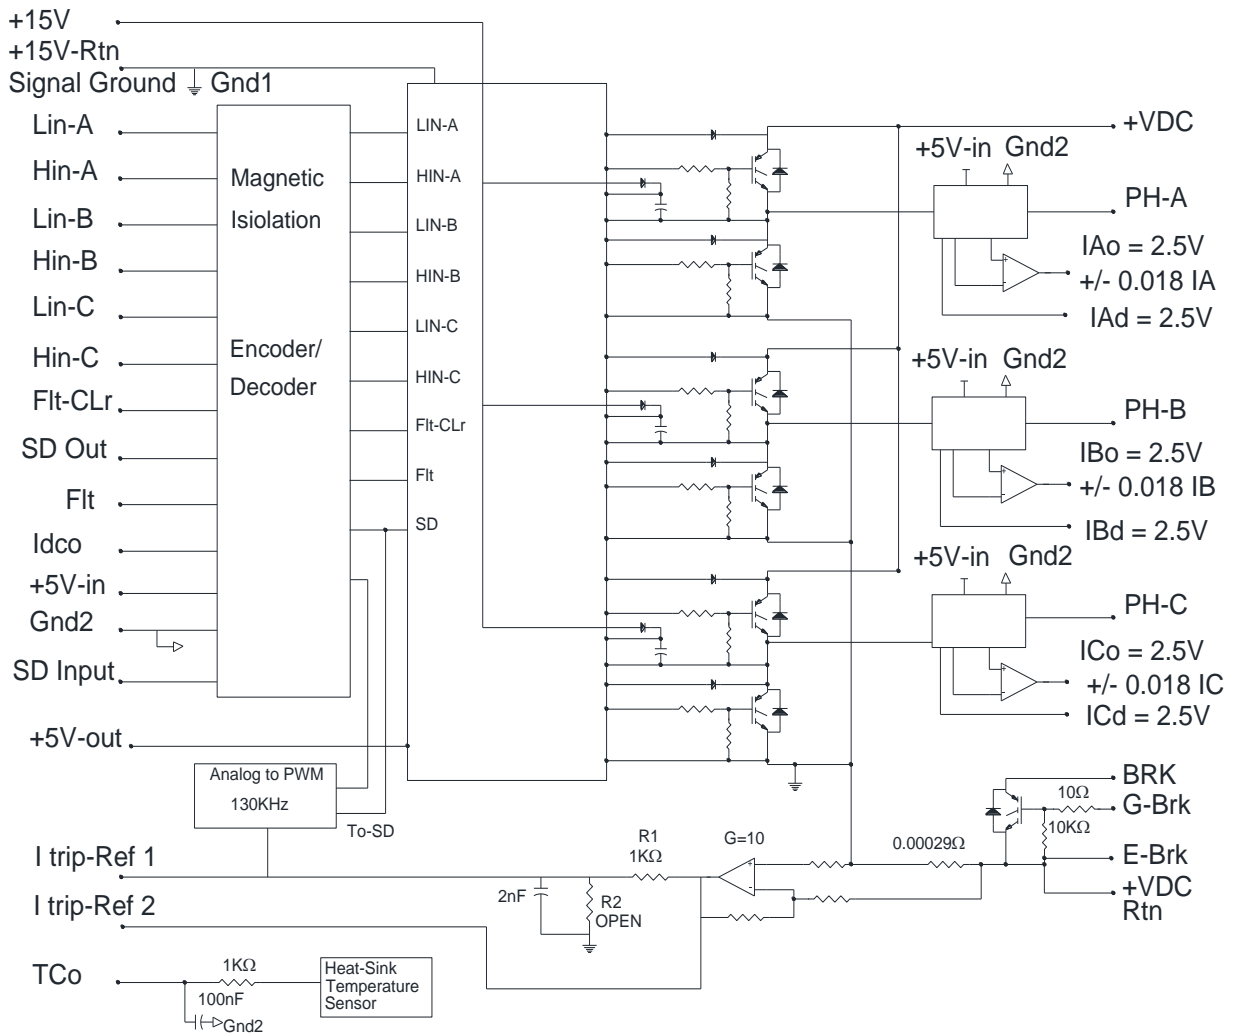 +15V
+15V-Rtn
Signal Ground Gnd1
Lin-A
Hin-A
Lin-B
Hin-B
Lin-C
Hin-C
Flt-CLr
SD Out
Flt
Idco
+5V-in
Gnd2
SD Input
+5V-out
Magnetic
Isiolation
Encoder/
Decoder
LIN-A
HIN-A
LIN-B
HIN-B
LIN-C
HIN-C
Flt-CLr
Flt
SD
+VDC
+5V-in Gnd2
PH-A
IAo = 2.5V
+/- 0.018 IA
IAd = 2.5V
+5V-in Gnd2
PH-B
IBo = 2.5V
+/- 0.018 IB
IBd = 2.5V
+5V-in Gnd2
PH-C
ICo = 2.5V
+/- 0.018 IC
ICd = 2.5V
Analog to PWM
130KHz
To-SD
BRK
10Ω
G-Brk
10KΩ
E-Brk
+VDC
Rtn
0.00029Ω
G=10
R1
1KΩ
I trip-Ref 1
2nF
R2
OPEN
I trip-Ref 2
TCo
1KΩ
100nF
Gnd2
Heat-Sink
Temperature
Sensor